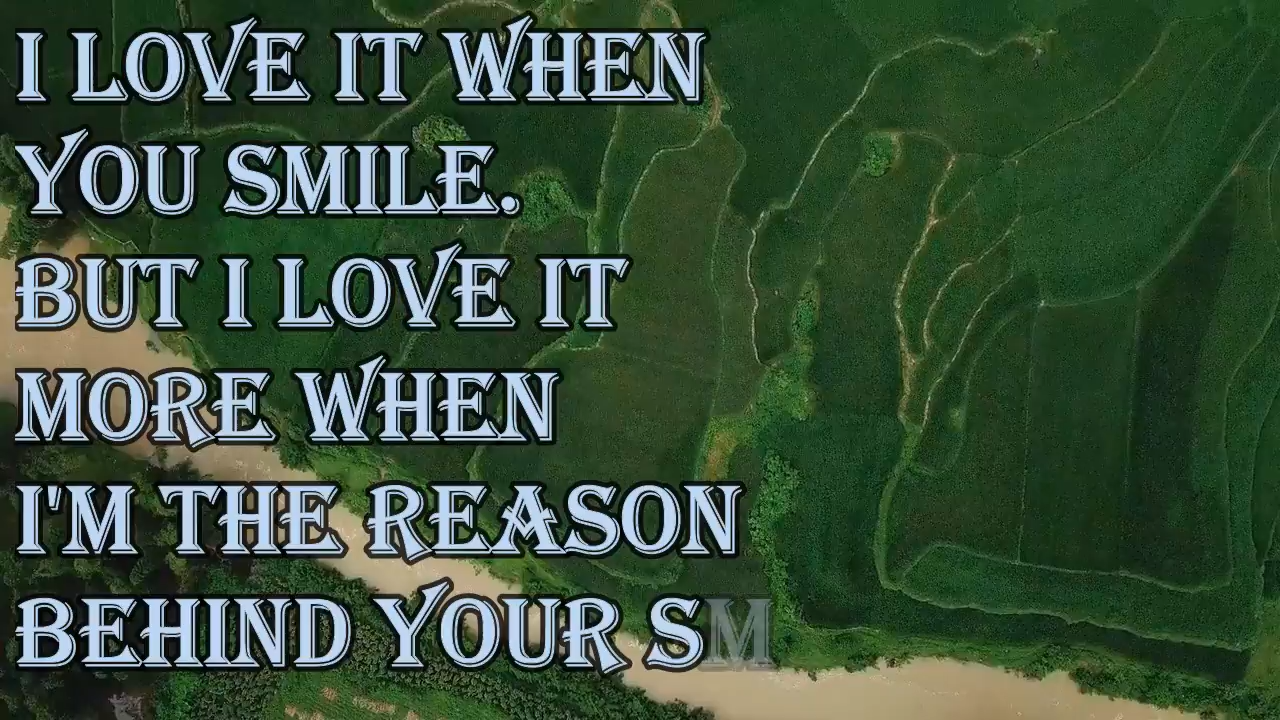 I LOVE IT WHEN
YOU SMILE.
BUT I LOVE IT
MORE WHEN
I'M THE REASON
BEHIND YOUR SM